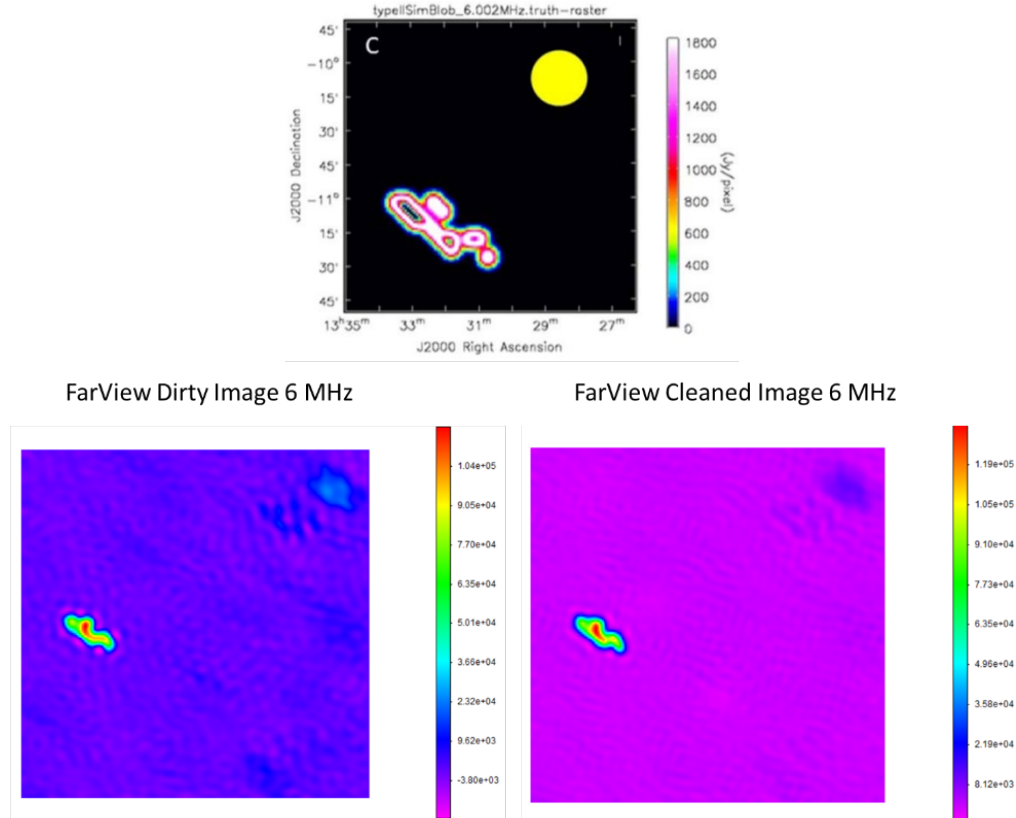 typeIISimBlob_6.002MHz.truth-raster
C
I
45'
-10°
15'
30'
45'
-11°
15'
30'
45'
J2000 Declination
13ʰ35ᵐ 33ᵐ 31ᵐ 29ᵐ 27ᵐ
J2000 Right Ascension
1800
1600
1400
1200
1000
800
600
400
200
0
(Jy/pixel)
FarView Dirty Image 6 MHz
1.04e+05
9.05e+04
7.70e+04
6.35e+04
5.01e+04
3.66e+04
2.32e+04
9.62e+03
-3.80e+03
FarView Cleaned Image 6 MHz
1.19e+05
1.05e+05
9.10e+04
7.73e+04
6.35e+04
4.96e+04
3.58e+04
2.19e+04
8.12e+03